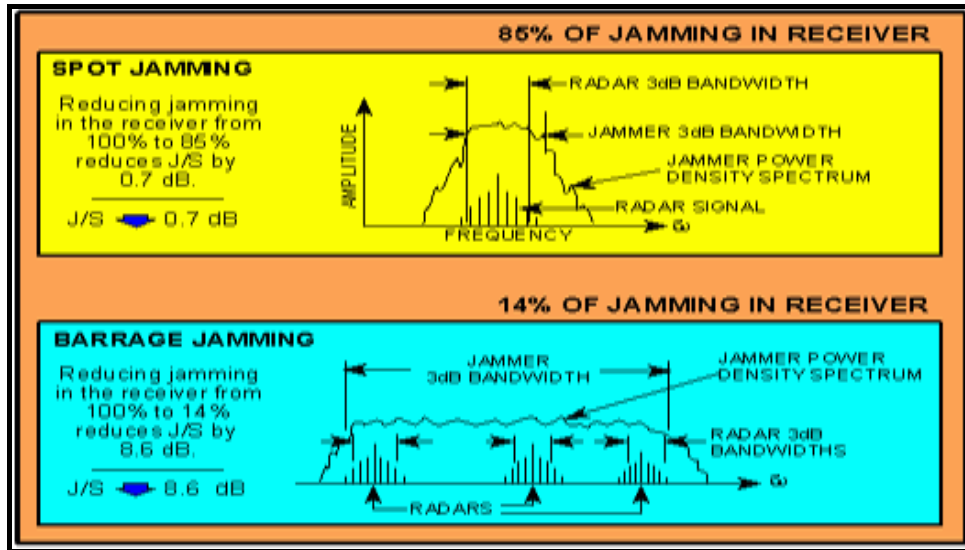 85% OF JAMMING IN RECEIVER
SPOT JAMMING
Reducing jamming
in the receiver from
100% to 85%
reduces J/S by
0.7 dB.
J/S 0.7 dB
AMPLITUDE
FREQUENCY
RADAR 3dB BANDWIDTH
JAMMER 3dB BANDWIDTH
JAMMER POWER
DENSITY SPECTRUM
RADAR SIGNAL
ω
14% OF JAMMING IN RECEIVER
BARRAGE JAMMING
Reducing jamming
in the receiver from
100% to 14%
reduces J/S by
8.6 dB.
J/S 8.6 dB
JAMMER
3dB BANDWIDTH
JAMMER POWER
DENSITY SPECTRUM
RADAR 3dB
BANDWIDTHS
ω
RADARS